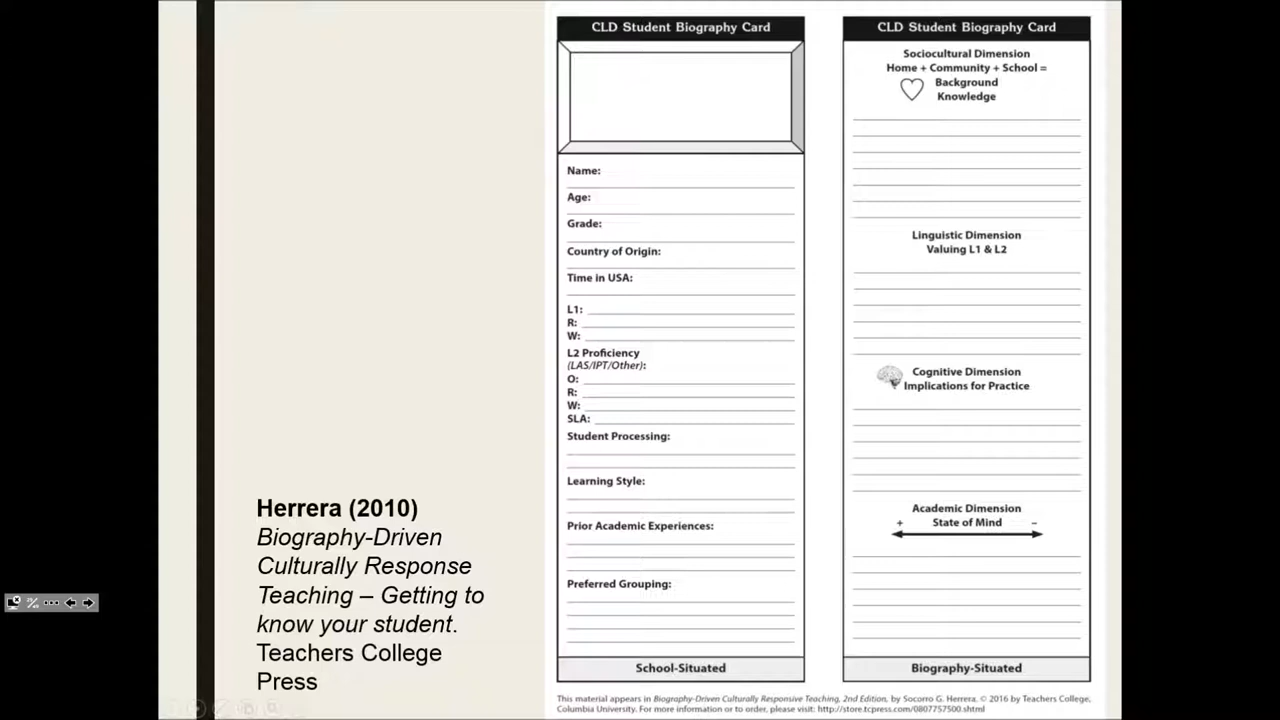 Herrera (2010)
Biography-Driven
Culturally Response
Teaching – Getting to
know your student.
Teachers College
Press
CLD Student Biography Card
Name:
Age:
Grade:
Country of Origin:
Time in USA:
L1:
R:
W:
L2 Proficiency
(LAS/IPT/Other):
O:
R:
W:
SLA:
Student Processing:
Learning Style:
Prior Academic Experiences:
Preferred Grouping:
School-Situated
CLD Student Biography Card
Sociocultural Dimension
Home + Community + School =
Background
Knowledge
Linguistic Dimension
Valuing L1 & L2
Cognitive Dimension
Implications for Practice
Academic Dimension
+ State of Mind –
Biography-Situated
This material appears in Biography-Driven Culturally Responsive Teaching, 2nd Edition, by Socorro G. Herrera. © 2016 by Teachers College,
Columbia University. For more information or to order, please visit: http://store.tcpress.com/0807757500.shtml